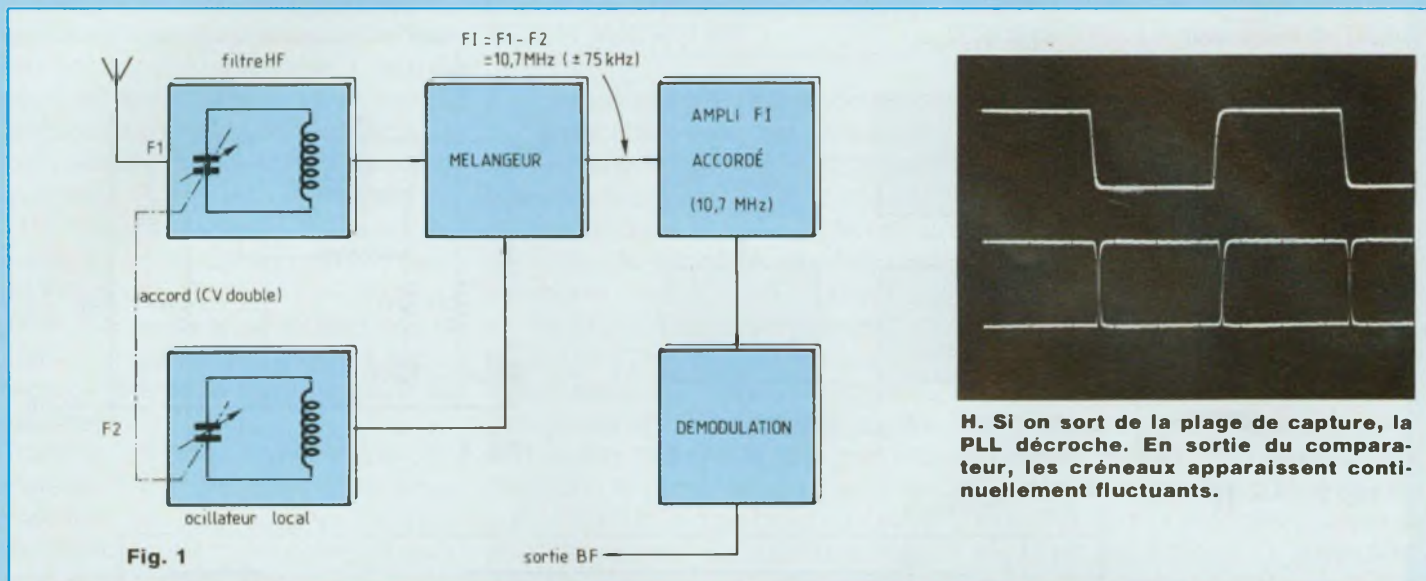 FI = F1 - F2
= 10,7 MHz ( ± 75 kHz)
filtre HF
F1
MELANGEUR
AMPLI FI
ACCORDÉ
(10,7 MHz)
accord (CV double)
F2
ocillateur local
DEMODULATION
sortie BF
Fig. 1
H. Si on sort de la plage de capture, la
PLL décroche. En sortie du compara-
teur, les créneaux apparaissent conti-
nuellement fluctuants.